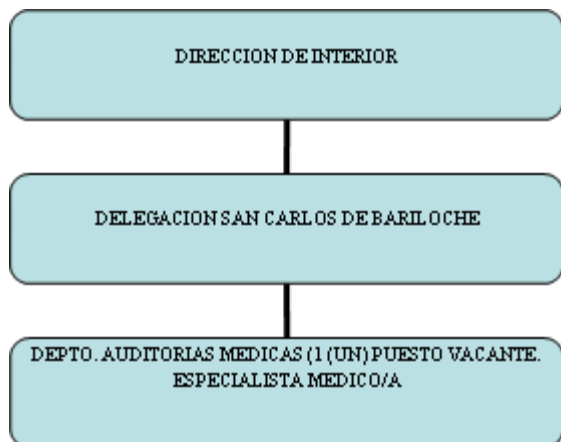 DIRECCION DE INTERIOR
DELEGACION SAN CARLOS DE BARILOCHE
DEPTO. AUDITORIAS MEDICAS (1 (UN) PUESTO VACANTE.
ESPECIALISTA MEDICO/A